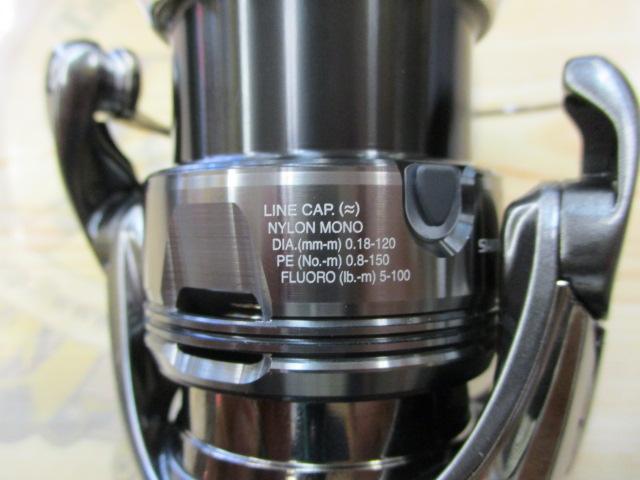 LINE CAP. (≈)
NYLON MONO
DIA.(mm-m) 0.18-120
PE (No.-m) 0.8-150
FLUORO (lb.-m) 5-100